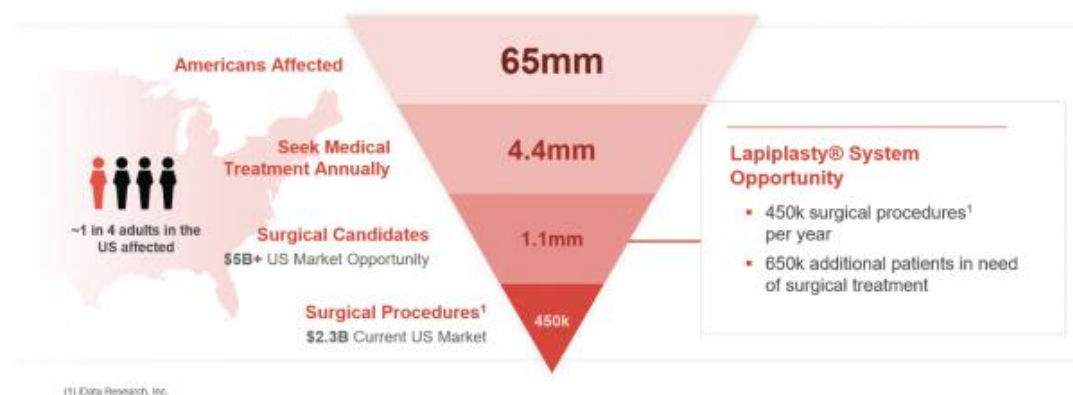 Americans Affected
65mm
Seek Medical
Treatment Annually
4.4mm
~1 in 4 adults in the
US affected
Surgical Candidates
$5B+ US Market Opportunity
1.1mm
Surgical Procedures¹
$2.3B Current US Market
450k
Lapiplasty® System
Opportunity
▪ 450k surgical procedures¹
per year
▪ 650k additional patients in need
of surgical treatment
(1) iData Research, Inc.